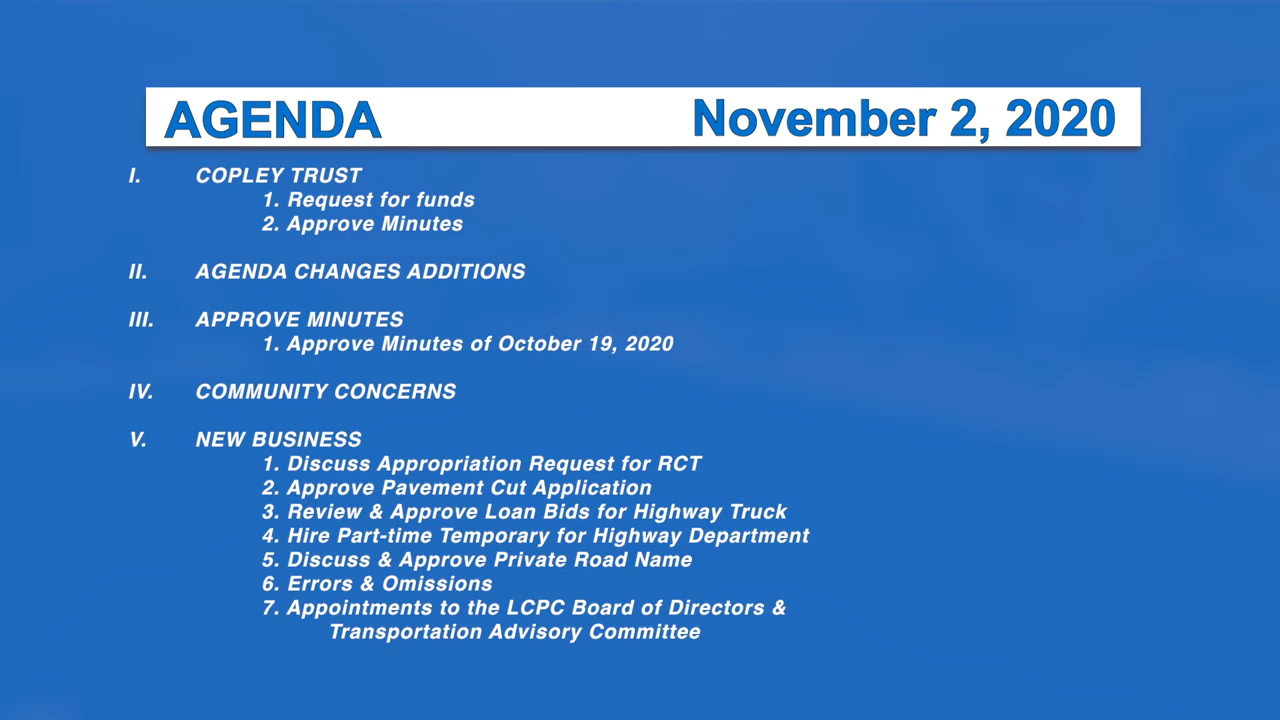 AGENDA November 2, 2020
I. COPLEY TRUST
1. Request for funds
2. Approve Minutes
II. AGENDA CHANGES ADDITIONS
III. APPROVE MINUTES
1. Approve Minutes of October 19, 2020
IV. COMMUNITY CONCERNS
V. NEW BUSINESS
1. Discuss Appropriation Request for RCT
2. Approve Pavement Cut Application
3. Review & Approve Loan Bids for Highway Truck
4. Hire Part-time Temporary for Highway Department
5. Discuss & Approve Private Road Name
6. Errors & Omissions
7. Appointments to the LCPC Board of Directors &
Transportation Advisory Committee